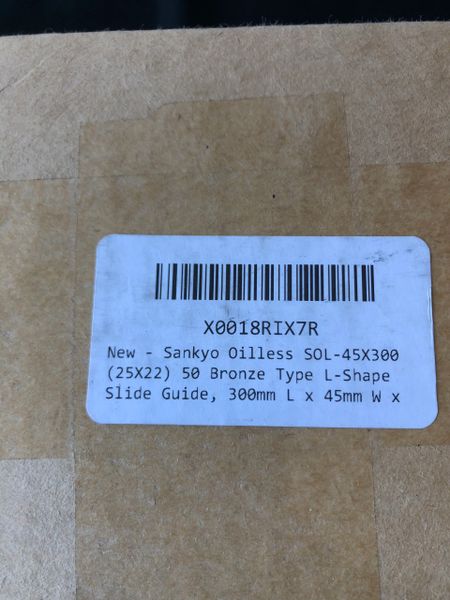 X0018RIX7R
New - Sankyo Oilless SOL-45X300
(25X22) 50 Bronze Type L-Shape
Slide Guide, 300mm L x 45mm W x